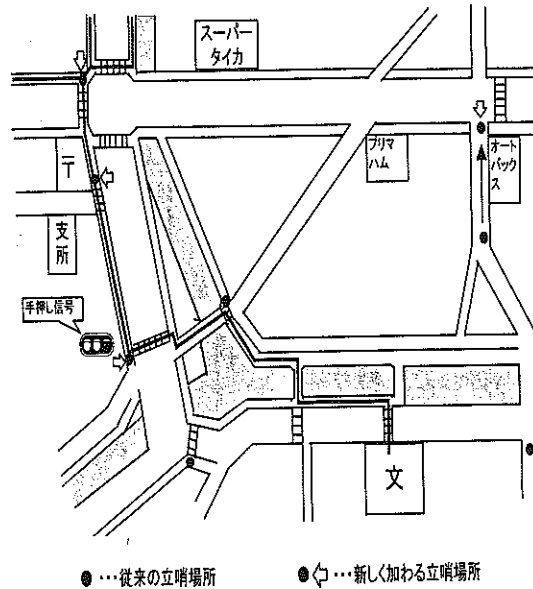 スーパー
タイカ
〒
プリマ
ハム
オート
バック
ス
支
所
手押し信号
文
●…従来の立哨場所
●⇦…新しく加わる立哨場所